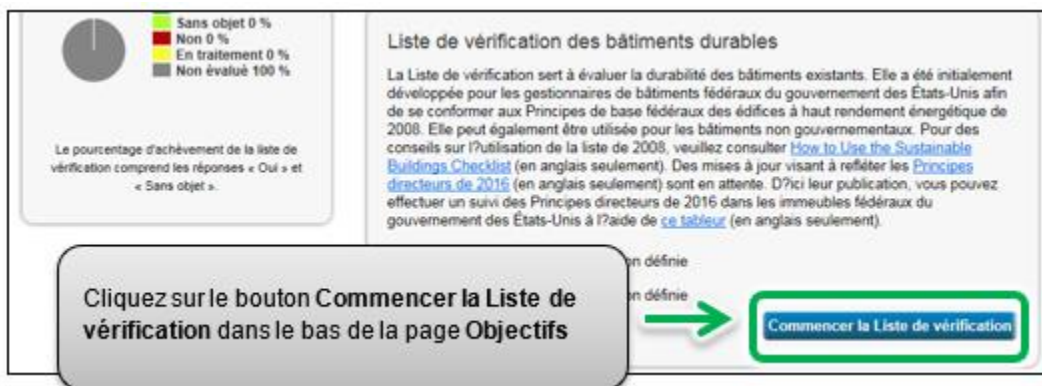 Sans objet 0 %
Non 0 %
En traitement 0 %
Non évalué 100 %
Le pourcentage d'achèvement de la liste de
vérification comprend les réponses « Oui » et
« Sans objet ».
Liste de vérification des bâtiments durables
La Liste de vérification sert à évaluer la durabilité des bâtiments existants. Elle a été initialement
développée pour les gestionnaires de bâtiments fédéraux du gouvernement des États-Unis afin
de se conformer aux Principes de base fédéraux des édifices à haut rendement énergétique de
2008. Elle peut également être utilisée pour les bâtiments non gouvernementaux. Pour des
conseils sur l?utilisation de la liste de 2008, veuillez consulter How to Use the Sustainable
Buildings Checklist (en anglais seulement). Des mises à jour visant à refléter les Principes
directeurs de 2016 (en anglais seulement) sont en attente. D?ici leur publication, vous pouvez
effectuer un suivi des Principes directeurs de 2016 dans les immeubles fédéraux du
gouvernement des États-Unis à l?aide de ce tableur (en anglais seulement).
on définie
on définie
Cliquez sur le bouton Commencer la Liste de
vérification dans le bas de la page Objectifs
Commencer la Liste de vérification